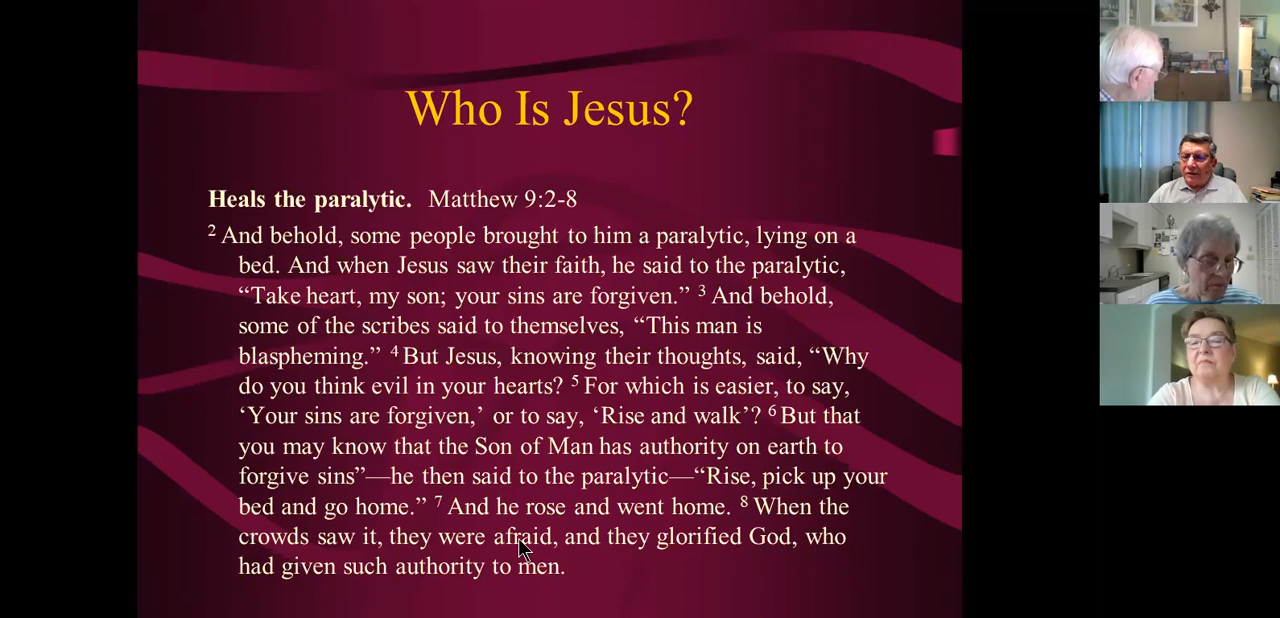 Who Is Jesus?
Heals the paralytic. Matthew 9:2-8
2 And behold, some people brought to him a paralytic, lying on a
bed. And when Jesus saw their faith, he said to the paralytic,
“Take heart, my son; your sins are forgiven.” 3 And behold,
some of the scribes said to themselves, “This man is
blaspheming.” 4 But Jesus, knowing their thoughts, said, “Why
do you think evil in your hearts? 5 For which is easier, to say,
‘Your sins are forgiven,’ or to say, ‘Rise and walk’? 6 But that
you may know that the Son of Man has authority on earth to
forgive sins”—he then said to the paralytic—“Rise, pick up your
bed and go home.” 7 And he rose and went home. 8 When the
crowds saw it, they were afraid, and they glorified God, who
had given such authority to men.